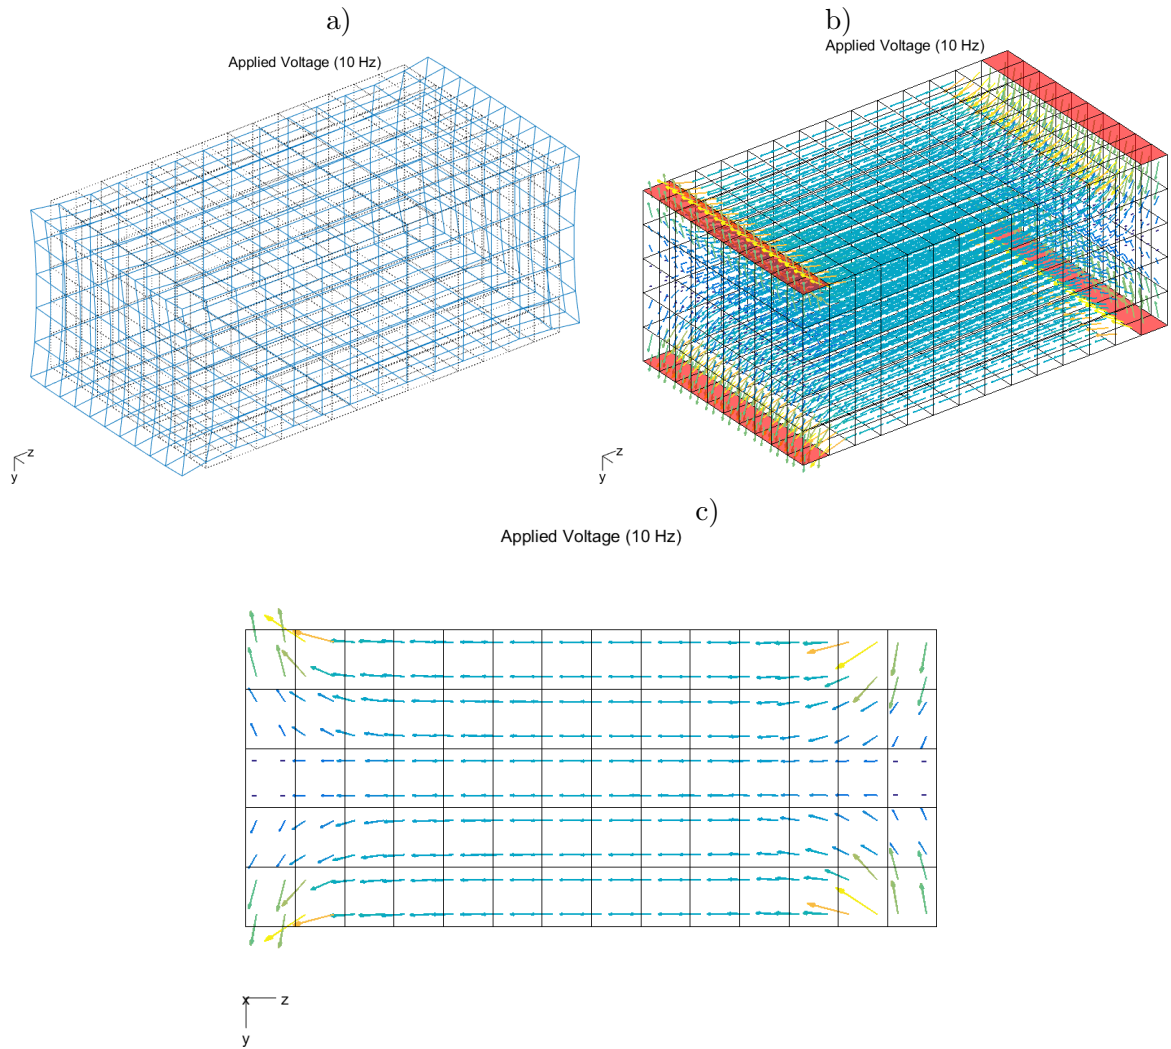 a)
b)
Applied Voltage (10 Hz)
Applied Voltage (10 Hz)
z
y
z
y
c)
Applied Voltage (10 Hz)
x
z
y